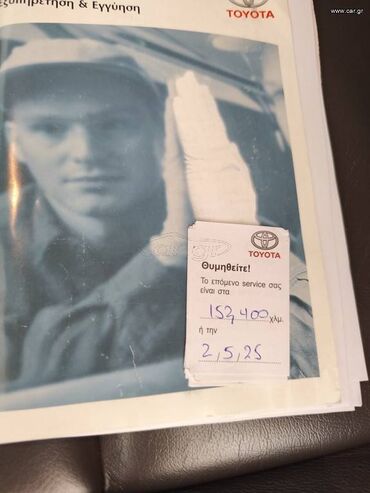 www.car.gr
εξυπηρέτηση & Εγγύηση
TOYOTA
TOYOTA
Θυμηθείτε!
Το επόμενο service σας
είναι στα
152,400 χλμ.
ή την
2,5,25